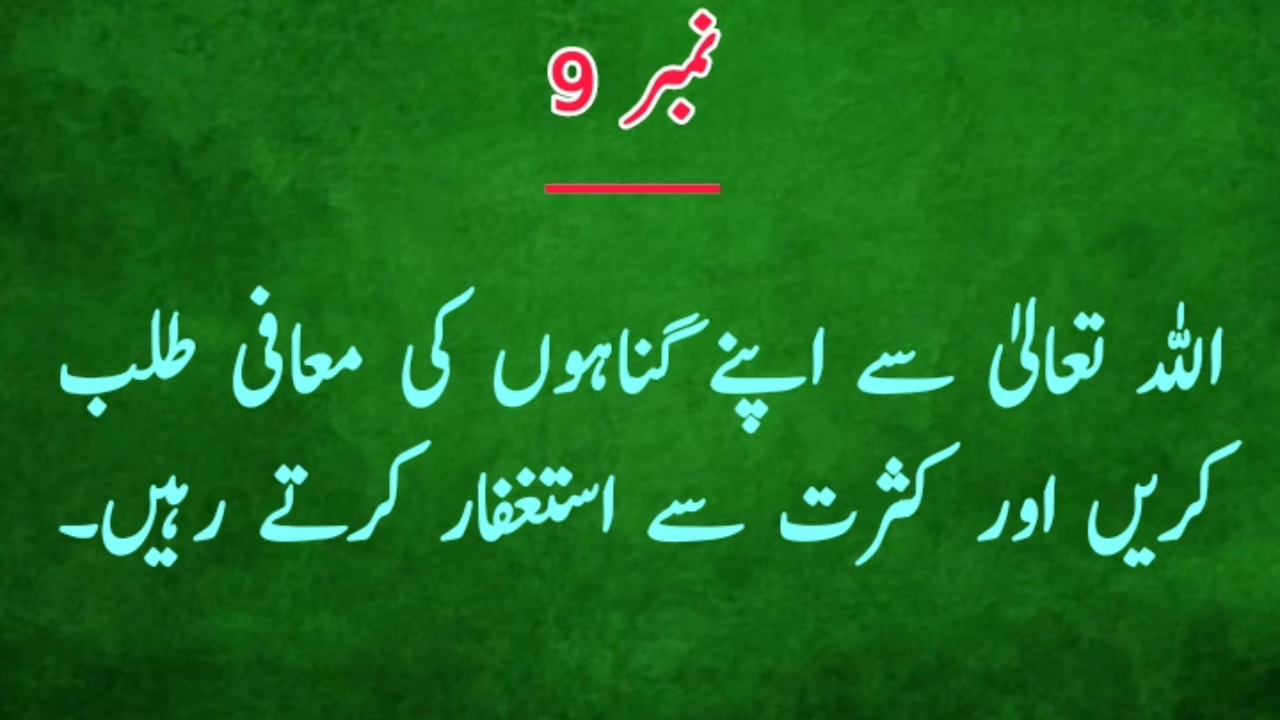 نمبر 9
اللہ تعالیٰ سے اپنے گناہوں کی معافی طلب
کریں اور کثرت سے استغفار کرتے رہیں۔